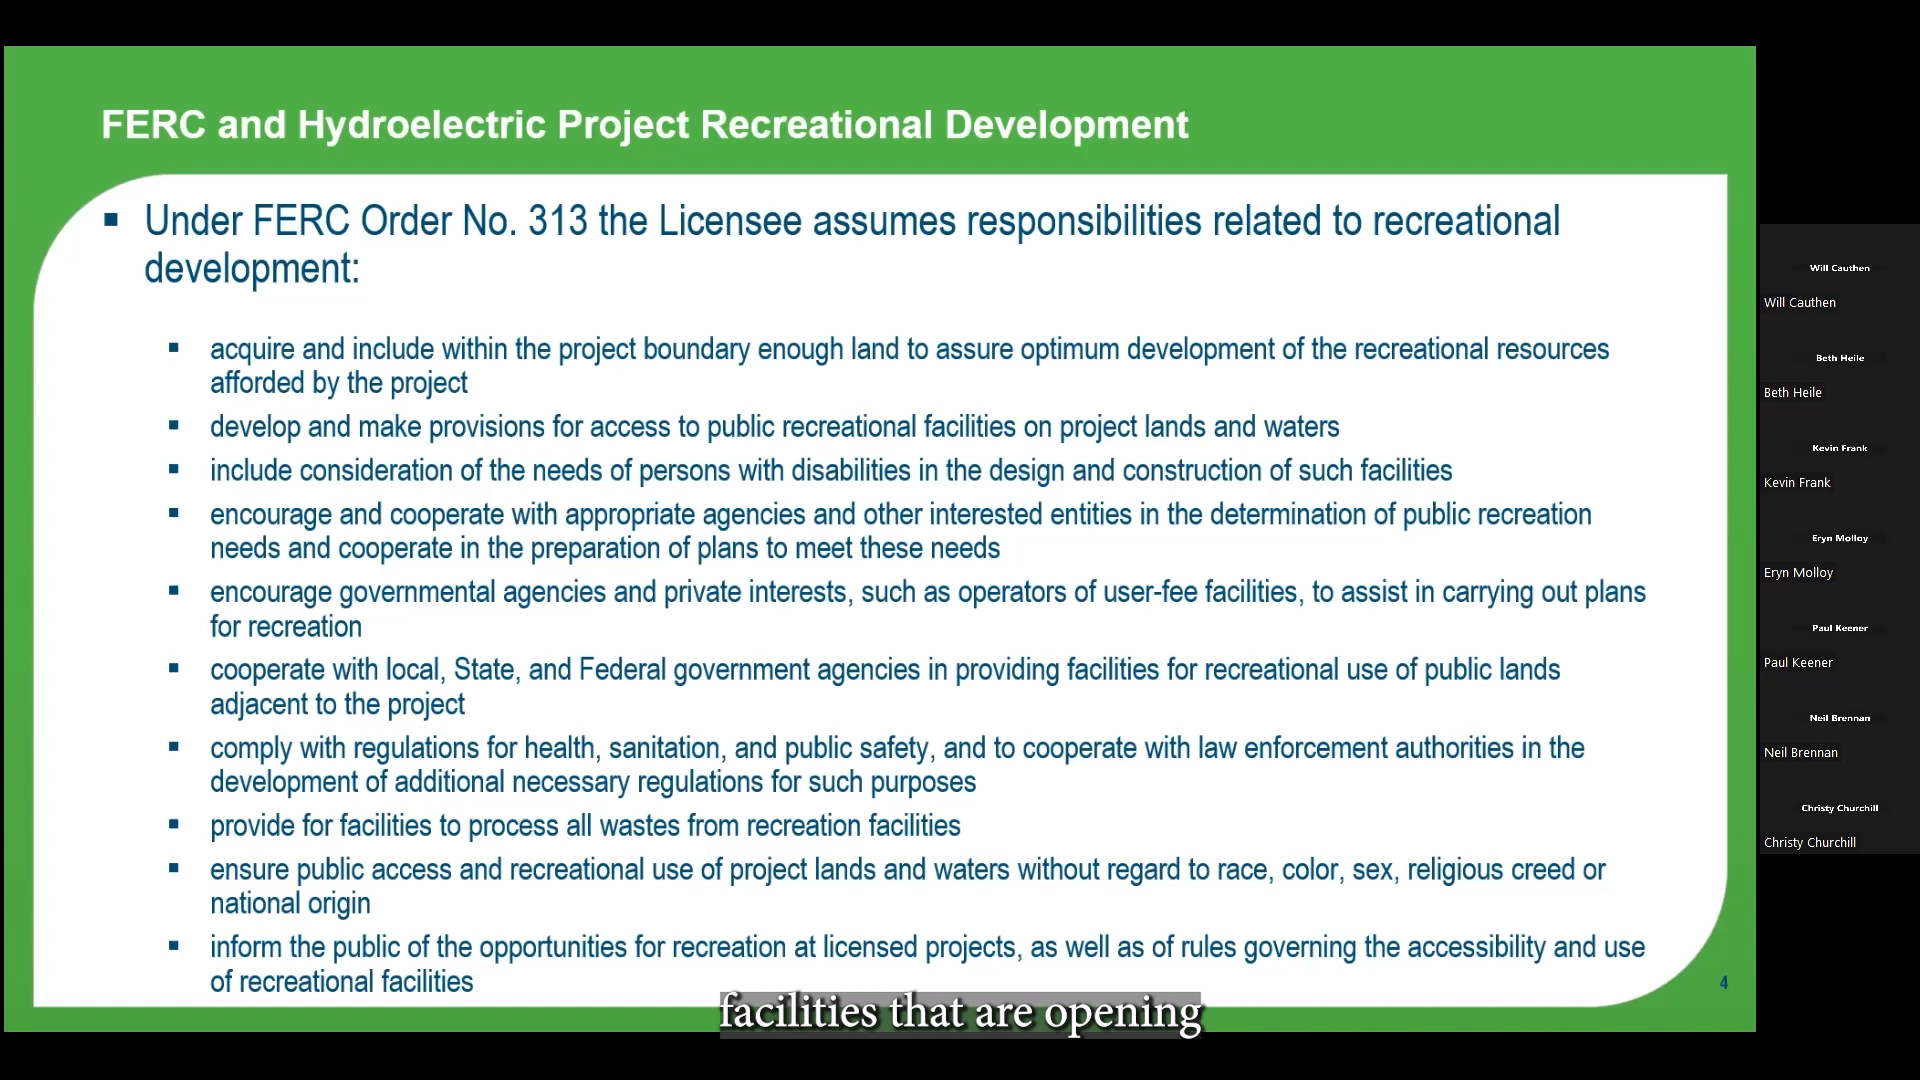 FERC and Hydroelectric Project Recreational Development
▪ Under FERC Order No. 313 the Licensee assumes responsibilities related to recreational
development:
▪ acquire and include within the project boundary enough land to assure optimum development of the recreational resources
afforded by the project
▪ develop and make provisions for access to public recreational facilities on project lands and waters
▪ include consideration of the needs of persons with disabilities in the design and construction of such facilities
▪ encourage and cooperate with appropriate agencies and other interested entities in the determination of public recreation
needs and cooperate in the preparation of plans to meet these needs
▪ encourage governmental agencies and private interests, such as operators of user-fee facilities, to assist in carrying out plans
for recreation
▪ cooperate with local, State, and Federal government agencies in providing facilities for recreational use of public lands
adjacent to the project
▪ comply with regulations for health, sanitation, and public safety, and to cooperate with law enforcement authorities in the
development of additional necessary regulations for such purposes
▪ provide for facilities to process all wastes from recreation facilities
▪ ensure public access and recreational use of project lands and waters without regard to race, color, sex, religious creed or
national origin
▪ inform the public of the opportunities for recreation at licensed projects, as well as of rules governing the accessibility and use
of recreational facilities
4
facilities that are opening
Will Cauthen
Will Cauthen
Beth Heile
Beth Heile
Kevin Frank
Kevin Frank
Eryn Molloy
Eryn Molloy
Paul Keener
Paul Keener
Neil Brennan
Neil Brennan
Christy Churchill
Christy Churchill